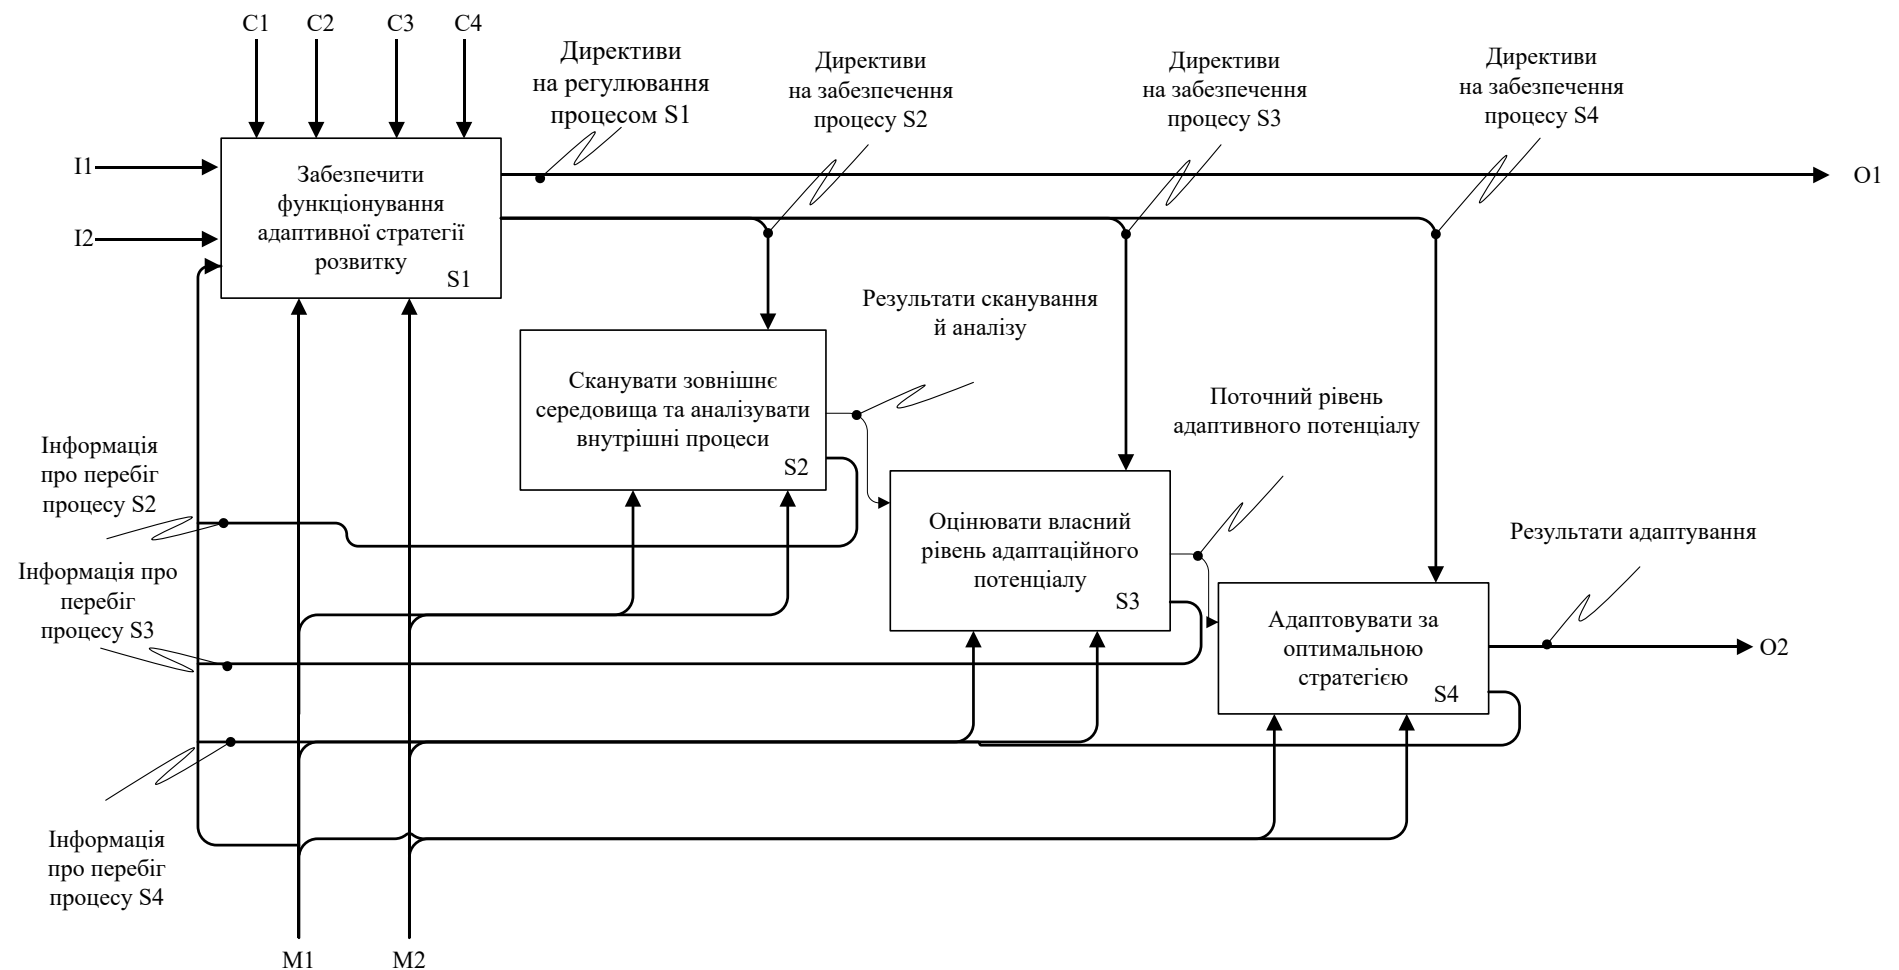 C1 C2 C3 C4
Директиви
на регулювання
процесом S1
Директиви
на забезпечення
процесу S2
Директиви
на забезпечення
процесу S3
Директиви
на забезпечення
процесу S4
I1
I2
Забезпечити
функціонування
адаптивної стратегії
розвитку
S1
O1
Результати сканування
й аналізу
Сканувати зовнішнє
середовища та аналізувати
внутрішні процеси
S2
Поточний рівень
адаптивного потенціалу
Інформація
про перебіг
процесу S2
Оцінювати власний
рівень адаптаційного
потенціалу
S3
Результати адаптування
Інформація про
перебіг
процесу S3
Адаптовувати за
оптимальною
стратегією
S4
O2
Інформація
про перебіг
процесу S4
M1 M2